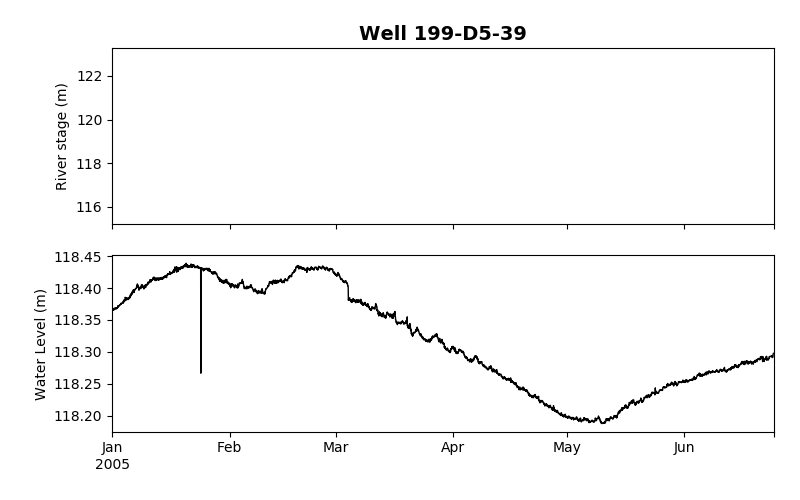 Well 199-D5-39
River stage (m)
122
120
118
116
Water Level (m)
118.45
118.40
118.35
118.30
118.25
118.20
Jan Feb Mar Apr May Jun
2005